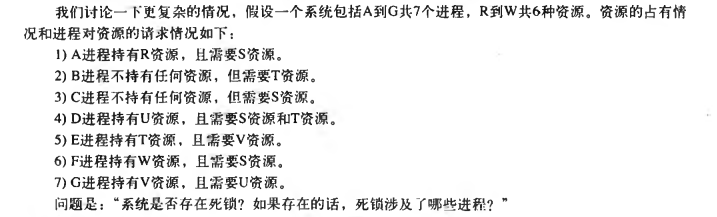 我们讨论一下更复杂的情况，假设一个系统包括A到G共7个进程，R到W共6种资源。资源的占有情
况和进程对资源的请求情况如下：
1) A进程持有R资源，且需要S资源。
2) B进程不持有任何资源，但需要T资源。
3) C进程不持有任何资源，但需要S资源。
4) D进程持有U资源，且需要S资源和T资源。
5) E进程持有T资源，且需要V资源。
6) F进程持有W资源，且需要S资源。
7) G进程持有V资源，且需要U资源。
问题是：“系统是否存在死锁？如果存在的话，死锁涉及了哪些进程？”